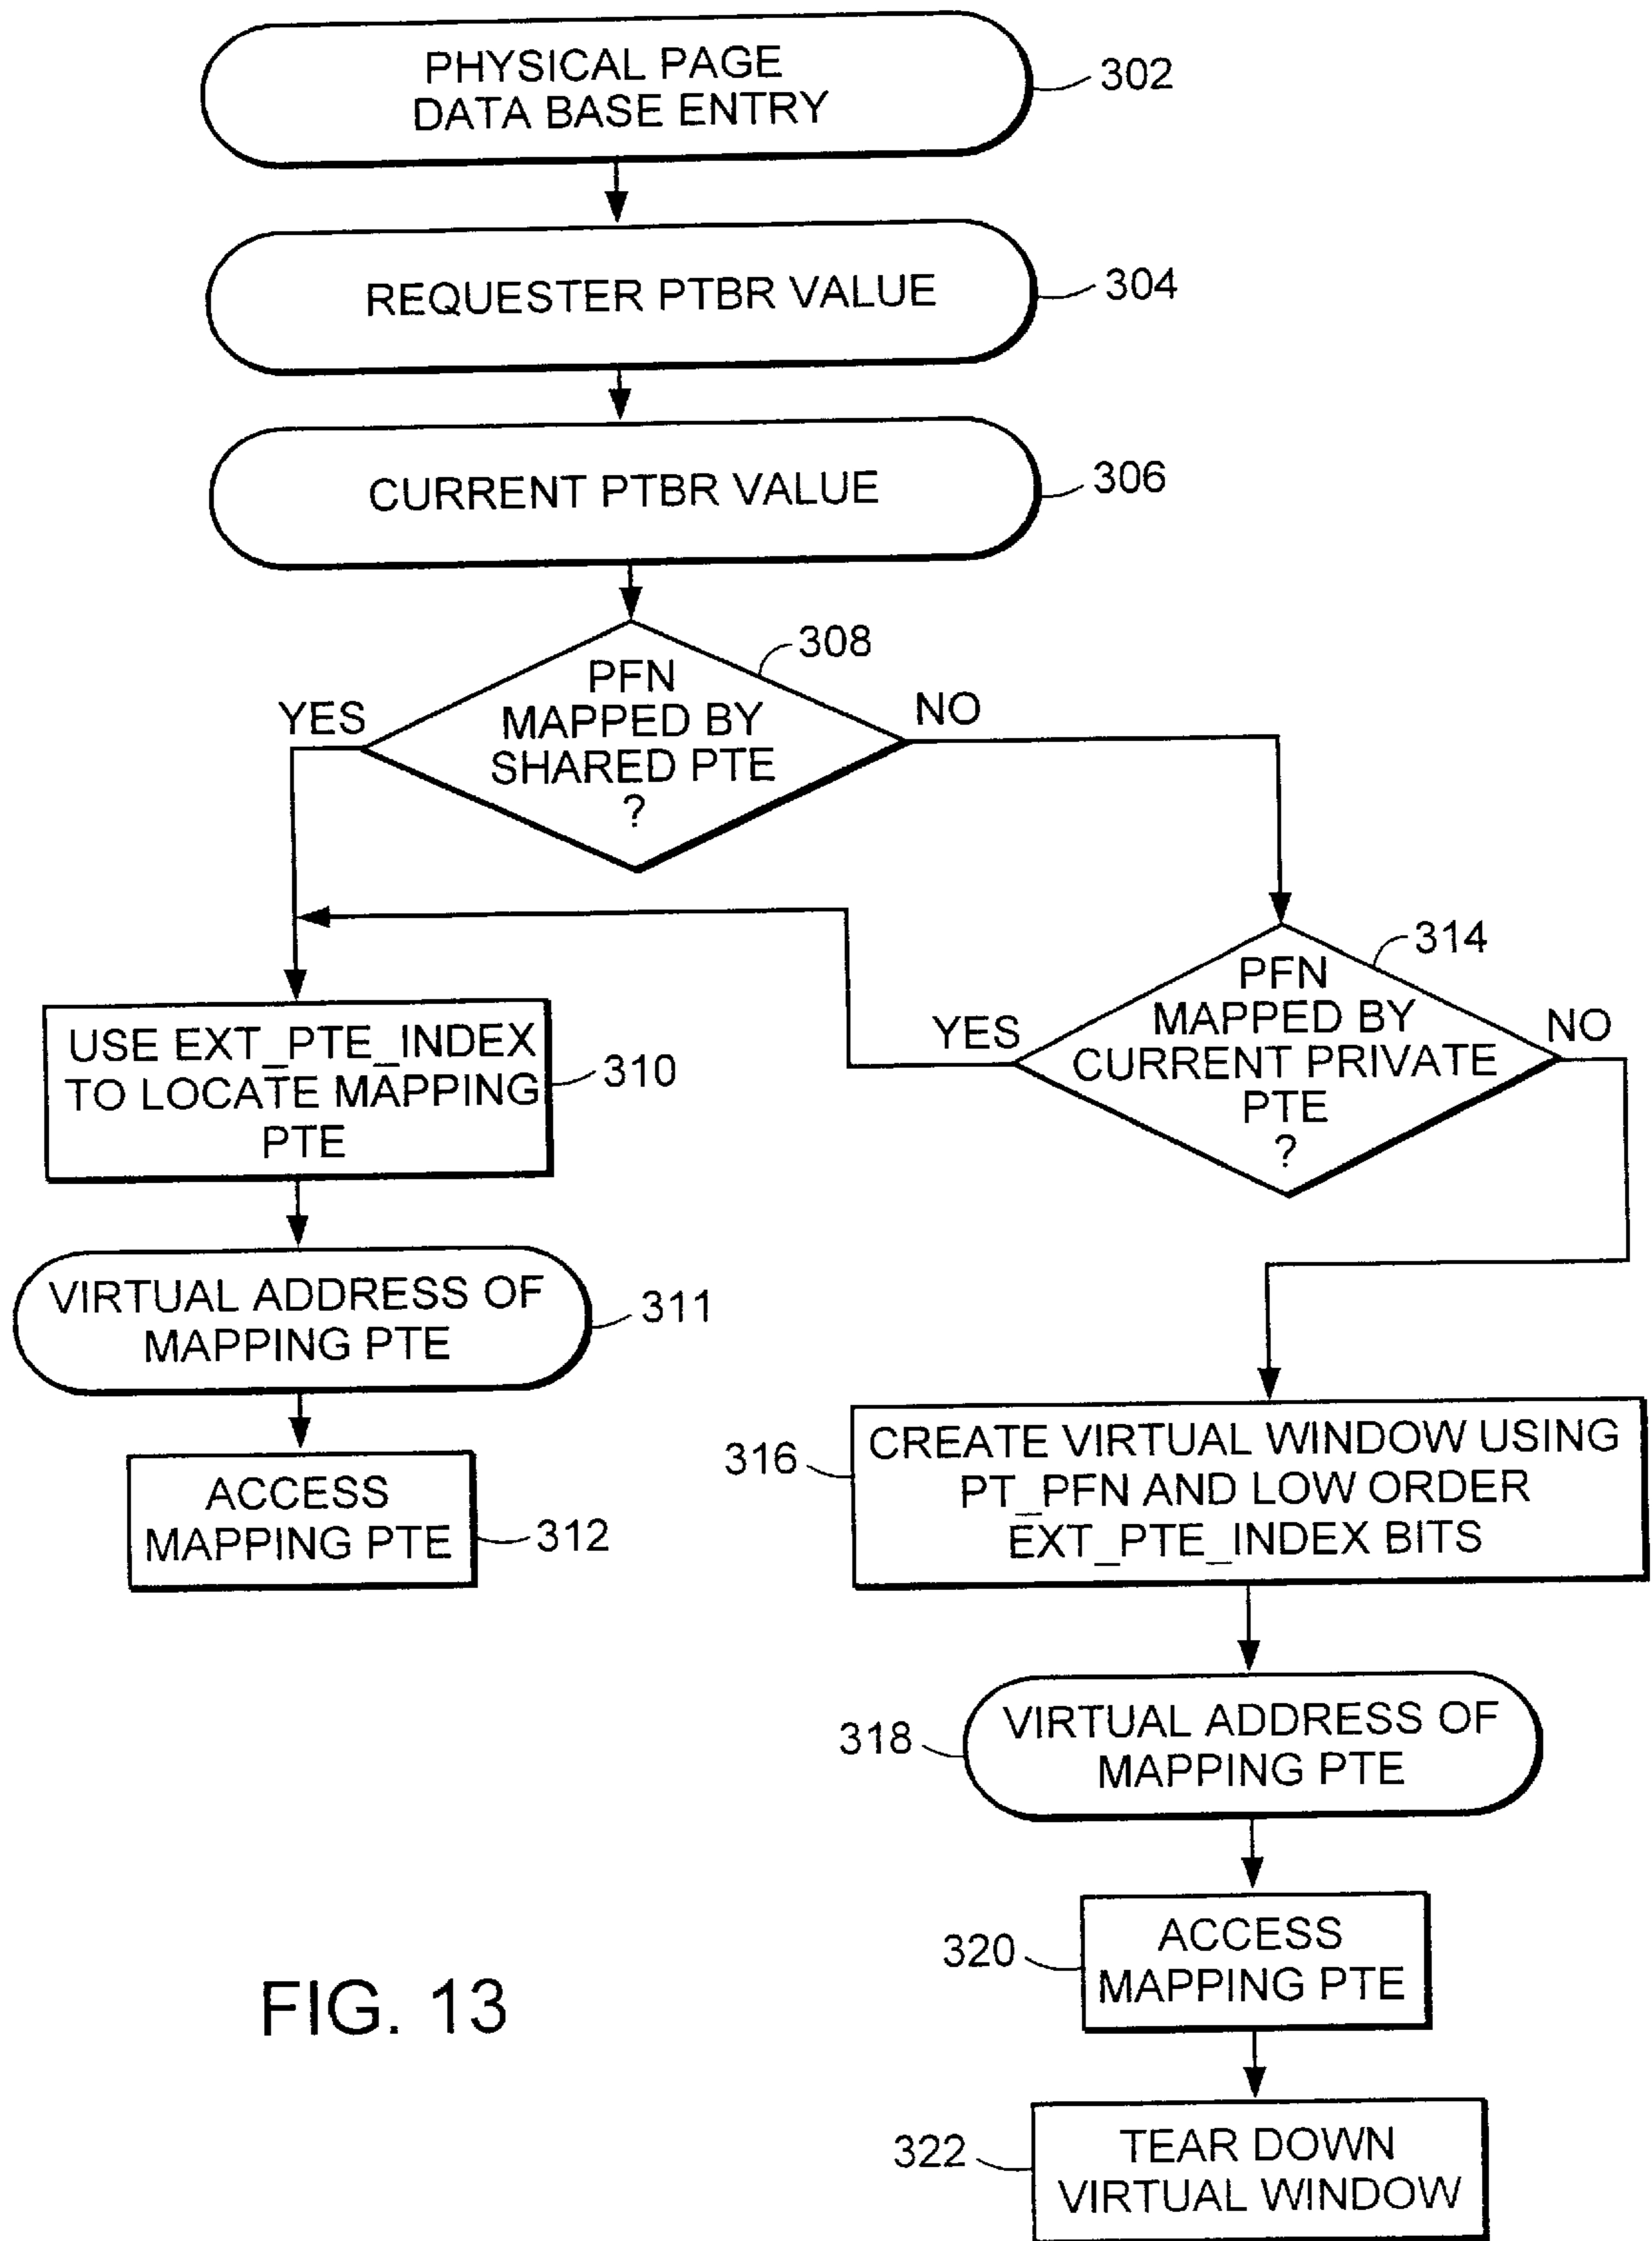 PHYSICAL PAGE
DATA BASE ENTRY
302
REQUESTER PTBR VALUE
304
CURRENT PTBR VALUE
306
308
PFN
MAPPED BY
SHARED PTE
?
YES
NO
314
PFN
MAPPED BY
CURRENT PRIVATE
PTE
?
YES
NO
USE EXT_PTE_INDEX
TO LOCATE MAPPING
PTE
310
VIRTUAL ADDRESS OF
MAPPING PTE
311
ACCESS
MAPPING PTE
312
316
CREATE VIRTUAL WINDOW USING
PT_PFN AND LOW ORDER
EXT_PTE_INDEX BITS
318
VIRTUAL ADDRESS OF
MAPPING PTE
320
ACCESS
MAPPING PTE
322
TEAR DOWN
VIRTUAL WINDOW
FIG. 13